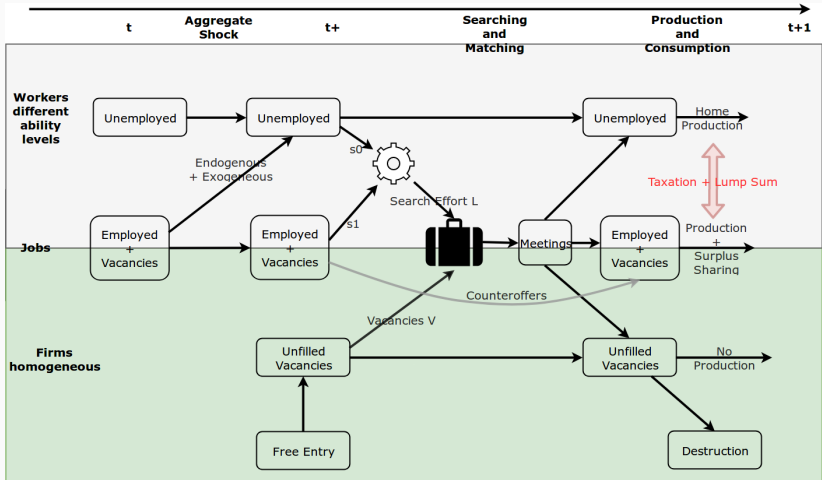 t
Aggregate
Shock
t+
Searching
and
Matching
Production
and
Consumption
t+1
Workers
different
ability
levels
Unemployed
Unemployed
Unemployed
Home
Production
s0
Endogenous
+ Exogeneous
Taxation + Lump Sum
Search Effort L
s1
Jobs
Employed
+
Vacancies
Employed
+
Vacancies
Meetings
Employed
+
Vacancies
Production
+
Surplus
Sharing
Counteroffers
Vacancies V
Firms
homogeneous
Unfilled
Vacancies
Unfilled
Vacancies
No
Production
Free Entry
Destruction